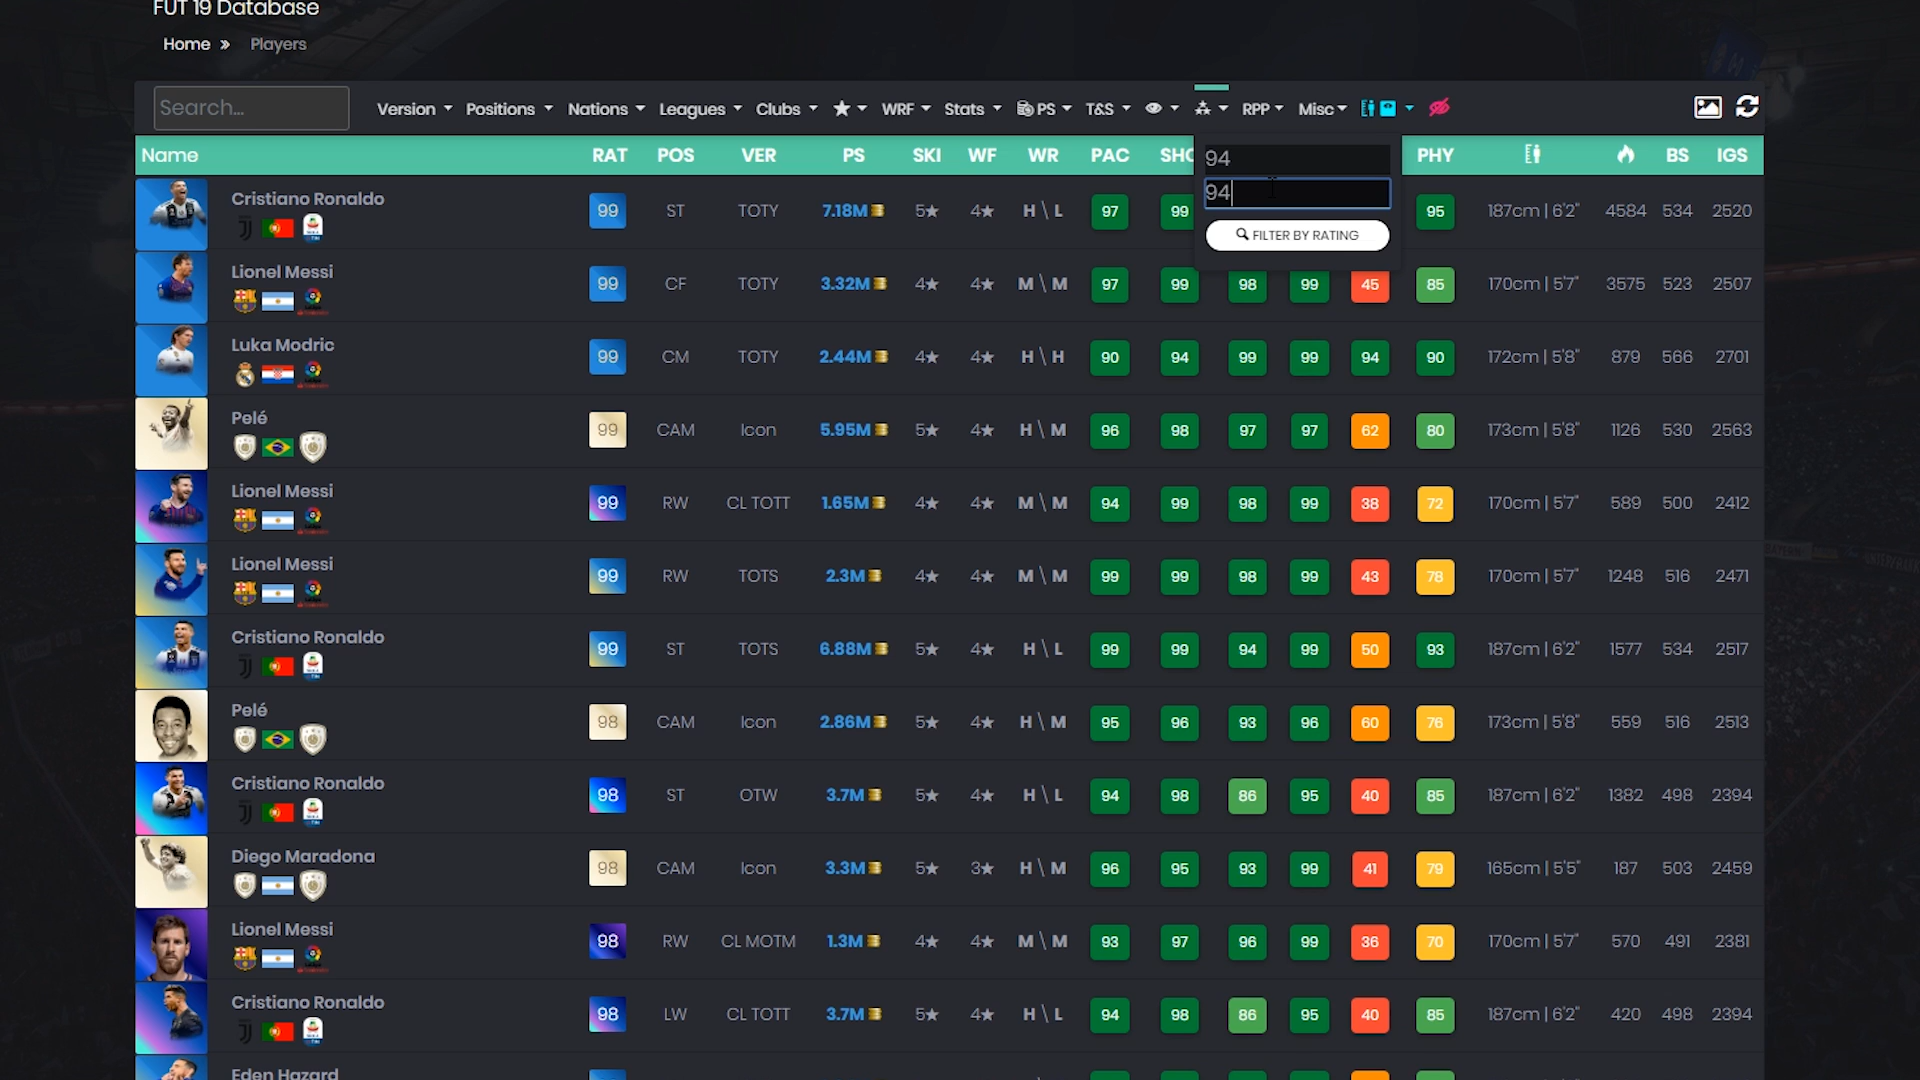 FUT 19 Database
Home » Players
Search... Version Positions Nations Leagues Clubs WRF Stats PS T&S RPP Misc
Name RAT POS VER PS SKI WF WR PAC SHO PHY BS IGS
94
94
FILTER BY RATING
Cristiano Ronaldo 99 ST TOTY 7.18M 5★ 4★ H \ L 97 99 95 187cm | 6'2" 4584 534 2520
Lionel Messi 99 CF TOTY 3.32M 4★ 4★ M \ M 97 99 98 99 45 85 170cm | 5'7" 3575 523 2507
Luka Modric 99 CM TOTY 2.44M 4★ 4★ H \ H 90 94 99 99 94 90 172cm | 5'8" 879 566 2701
Pelé 99 CAM Icon 5.95M 5★ 4★ H \ M 96 98 97 97 62 80 173cm | 5'8" 1126 530 2563
Lionel Messi 99 RW CL TOTT 1.65M 4★ 4★ M \ M 94 99 98 99 38 72 170cm | 5'7" 589 500 2412
Lionel Messi 99 RW TOTS 2.3M 4★ 4★ M \ M 99 99 98 99 43 78 170cm | 5'7" 1248 516 2471
Cristiano Ronaldo 99 ST TOTS 6.88M 5★ 4★ H \ L 99 99 94 99 50 93 187cm | 6'2" 1577 534 2517
Pelé 98 CAM Icon 2.86M 5★ 4★ H \ M 95 96 93 96 60 76 173cm | 5'8" 559 516 2513
Cristiano Ronaldo 98 ST OTW 3.7M 5★ 4★ H \ L 94 98 86 95 40 85 187cm | 6'2" 1382 498 2394
Diego Maradona 98 CAM Icon 3.3M 5★ 3★ H \ M 96 95 93 99 41 79 165cm | 5'5" 187 503 2459
Lionel Messi 98 RW CL MOTM 1.3M 4★ 4★ M \ M 93 97 96 99 36 70 170cm | 5'7" 570 491 2381
Cristiano Ronaldo 98 LW CL TOTT 3.7M 5★ 4★ H \ L 94 98 86 95 40 85 187cm | 6'2" 420 498 2394
Eden Hazard